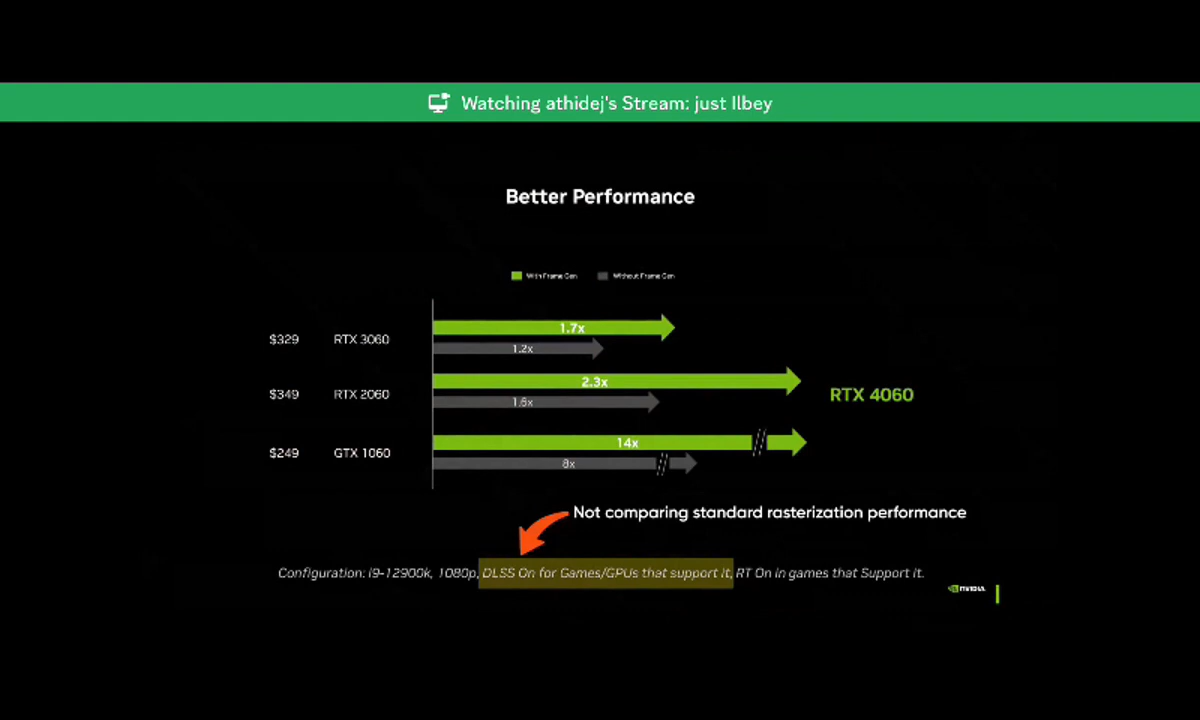 Watching athidej's Stream: just Ilbey
Better Performance
With Frame Gen Without Frame Gen
1.7x
$329 RTX 3060
1.2x
2.3x
$349 RTX 2060 RTX 4060
1.6x
14x
$249 GTX 1060
8x
Not comparing standard rasterization performance
Configuration: i9-12900k, 1080p, DLSS On for Games/GPUs that support it, RT On in games that Support it.
NVIDIA